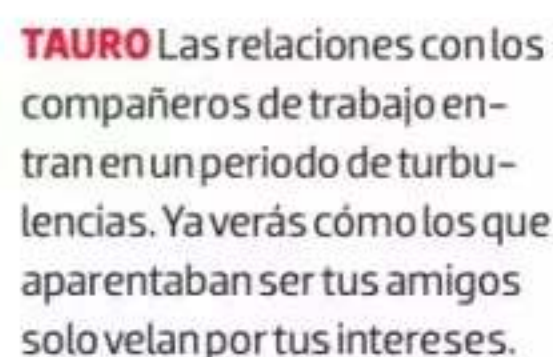 TAURO Las relaciones con los
compañeros de trabajo en-
tran en un periodo de turbu-
lencias. Ya verás cómo los que
aparentaban ser tus amigos
solo velan por tus intereses.